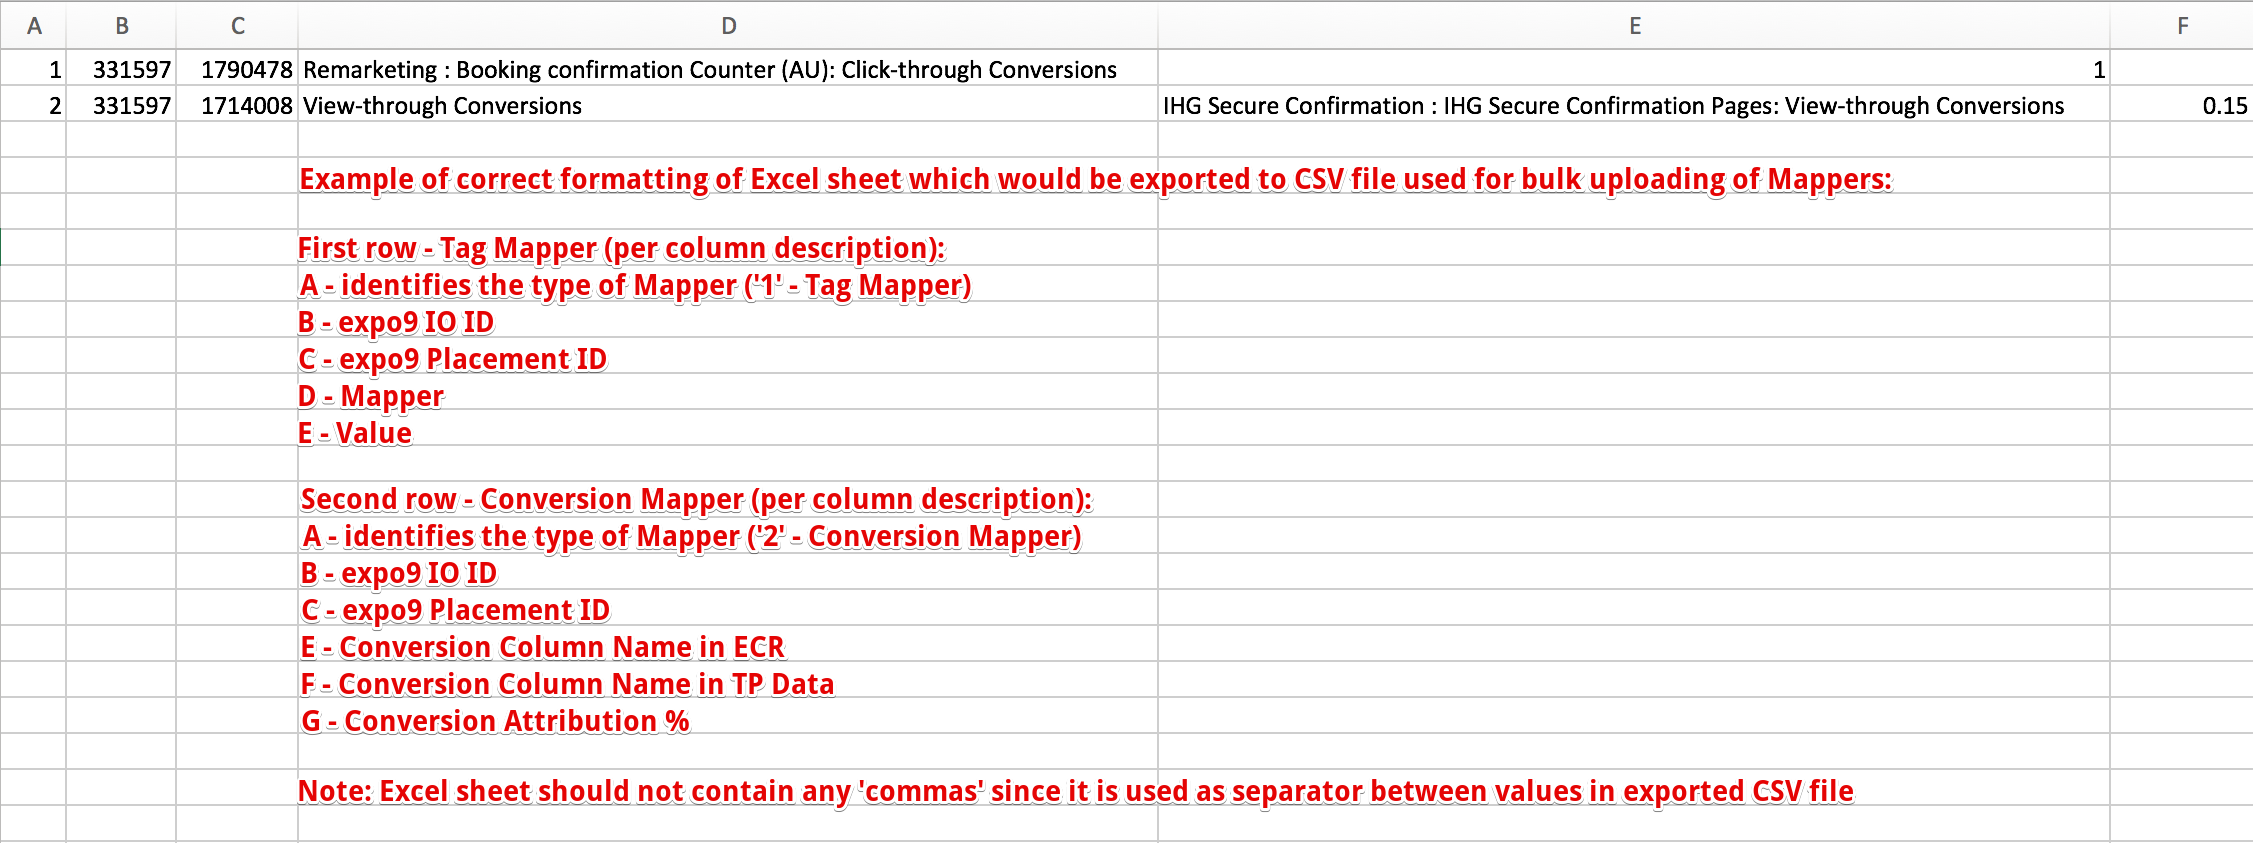 A B C D E F
1 331597 1790478 Remarketing : Booking confirmation Counter (AU): Click-through Conversions 1
2 331597 1714008 View-through Conversions IHG Secure Confirmation : IHG Secure Confirmation Pages: View-through Conversions 0.15
Example of correct formatting of Excel sheet which would be exported to CSV file used for bulk uploading of Mappers:
First row - Tag Mapper (per column description):
A - identifies the type of Mapper ('1' - Tag Mapper)
B - expo9 IO ID
C - expo9 Placement ID
D - Mapper
E - Value
Second row - Conversion Mapper (per column description):
A - identifies the type of Mapper ('2' - Conversion Mapper)
B - expo9 IO ID
C - expo9 Placement ID
E - Conversion Column Name in ECR
F - Conversion Column Name in TP Data
G - Conversion Attribution %
Note: Excel sheet should not contain any 'commas' since it is used as separator between values in exported CSV file